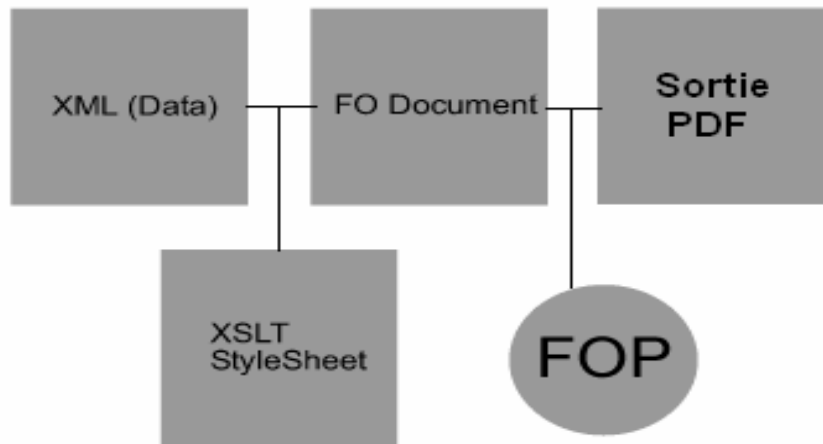 XML (Data)
FO Document
Sortie
PDF
XSLT
StyleSheet
FOP